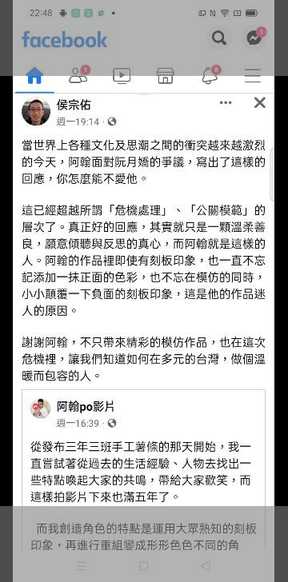 22:48
facebook
侯宗佑
週一19:14
當世界上各種文化及思潮之間的衝突越來越激烈
的今天，阿翰面對阮月嬌的爭議，寫出了這樣的
回應，你怎麼能不愛他。
這已經超越所謂「危機處理」、「公關模範」的
層次了。真正好的回應，其實就只是一顆溫柔善
良，願意傾聽與反思的真心，而阿翰就是這樣的
人。阿翰的作品裡即使有刻板印象，也一直不忘
記添加一抹正面的色彩，也不忘在模仿的同時，
小小顛覆一下負面的刻板印象，這是他的作品迷
人的原因。
謝謝阿翰，不只帶來精彩的模仿作品，也在這次
危機裡，讓我們知道如何在多元的台灣，做個溫
暖而包容的人。
阿翰po影片
週一16:39
從發布三年三班手工薯條的那天開始，我一
直嘗試著從過去的生活經驗、人物去找出一
些特點喚起大家的共鳴，帶給大家歡笑，而
這樣拍影片下來也滿五年了。
而我創造角色的特點是運用大眾熟知的刻板
印象，再進行重組變成形形色色不同的角